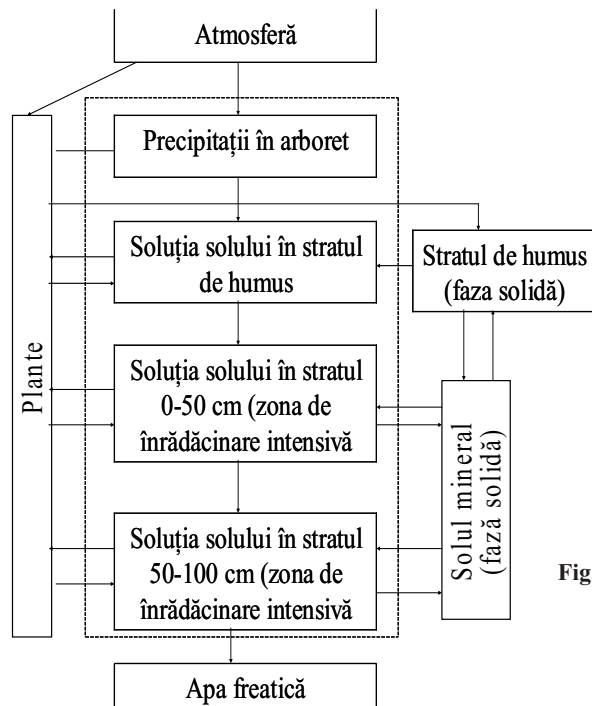 Atmosferă
Precipitații în arboret
Soluția solului în stratul
de humus
Stratul de humus
(faza solidă)
Plante
Soluția solului în stratul
0-50 cm (zona de
înrădăcinare intensivă
Solul mineral
(fază solidă)
Soluția solului în stratul
50-100 cm (zona de
înrădăcinare intensivă
Fig
Apa freatică